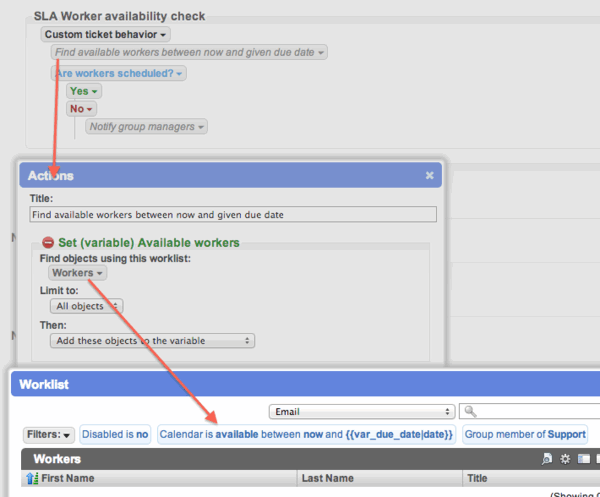 SLA Worker availability check
Custom ticket behavior
Find available workers between now and given due date
Are workers scheduled?
Yes
No
Notify group managers
Actions
Title:
Find available workers between now and given due date
Set (variable) Available workers
Find objects using this worklist:
Workers
Limit to:
All objects
Then:
Add these objects to the variable
Worklist
Email
Filters: Disabled is no Calendar is available between now and {{var_due_date|date}} Group member of Support
Workers
First Name Last Name Title
(Showing